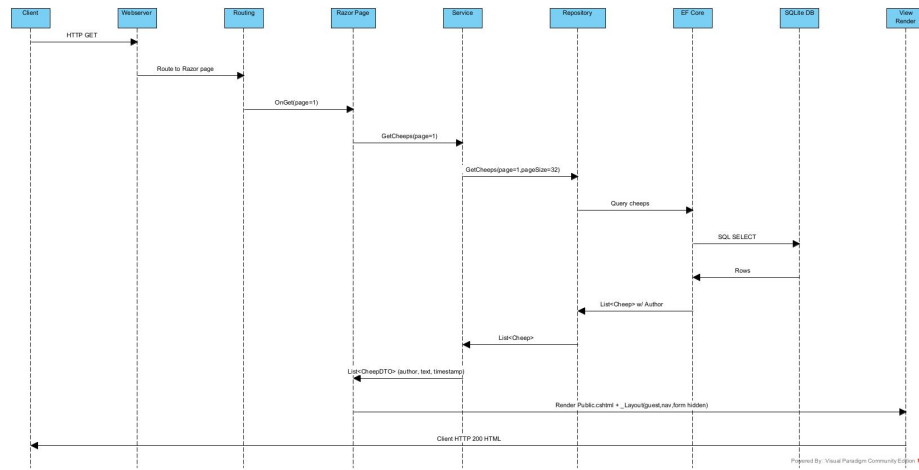 Client Webserver Routing Razor Page Service Repository EF Core SQLite DB View
Render
HTTP GET
Route to Razor page
OnGet(page=1)
GetCheeps(page=1)
GetCheeps(page=1,pageSize=32)
Query cheeps
SQL SELECT
Rows
List<Cheep> w/ Author
List<Cheep>
List<CheepDTO> (author, text, timestamp)
Render Public.cshtml + _Layout(guest,nav,form hidden)
Client HTTP 200 HTML
Powered By: Visual Paradigm Community Edition